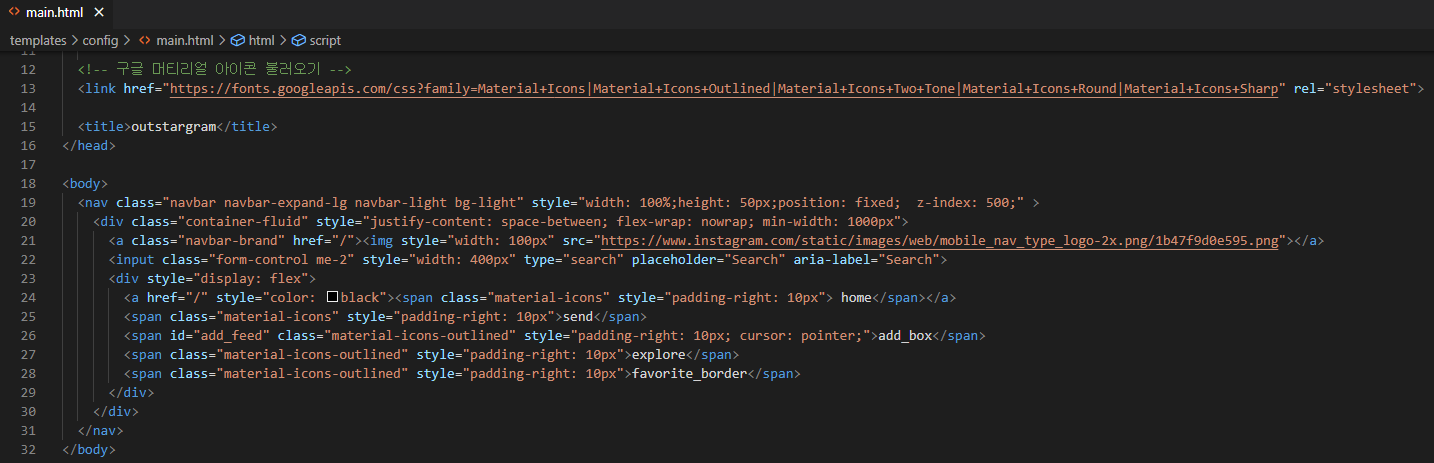 main.html
templates > config > main.html > html > script
11
12 <!-- 구글 머티리얼 아이콘 불러오기 -->
13 <link href="https://fonts.googleapis.com/css?family=Material+Icons|Material+Icons+Outlined|Material+Icons+Two+Tone|Material+Icons+Round|Material+Icons+Sharp" rel="stylesheet">
14
15 <title>outstargram</title>
16 </head>
17
18 <body>
19 <nav class="navbar navbar-expand-lg navbar-light bg-light" style="width: 100%;height: 50px;position: fixed;  z-index: 500;" >
20 <div class="container-fluid" style="justify-content: space-between; flex-wrap: nowrap; min-width: 1000px">
21 <a class="navbar-brand" href="/"><img style="width: 100px" src="https://www.instagram.com/static/images/web/mobile_nav_type_logo-2x.png/1b47f9d0e595.png"></a>
22 <input class="form-control me-2" style="width: 400px" type="search" placeholder="Search" aria-label="Search">
23 <div style="display: flex">
24 <a href="/" style="color: black"><span class="material-icons" style="padding-right: 10px"> home</span></a>
25 <span class="material-icons" style="padding-right: 10px">send</span>
26 <span id="add_feed" class="material-icons-outlined" style="padding-right: 10px; cursor: pointer;">add_box</span>
27 <span class="material-icons-outlined" style="padding-right: 10px">explore</span>
28 <span class="material-icons-outlined" style="padding-right: 10px">favorite_border</span>
29 </div>
30 </div>
31 </nav>
32 </body>